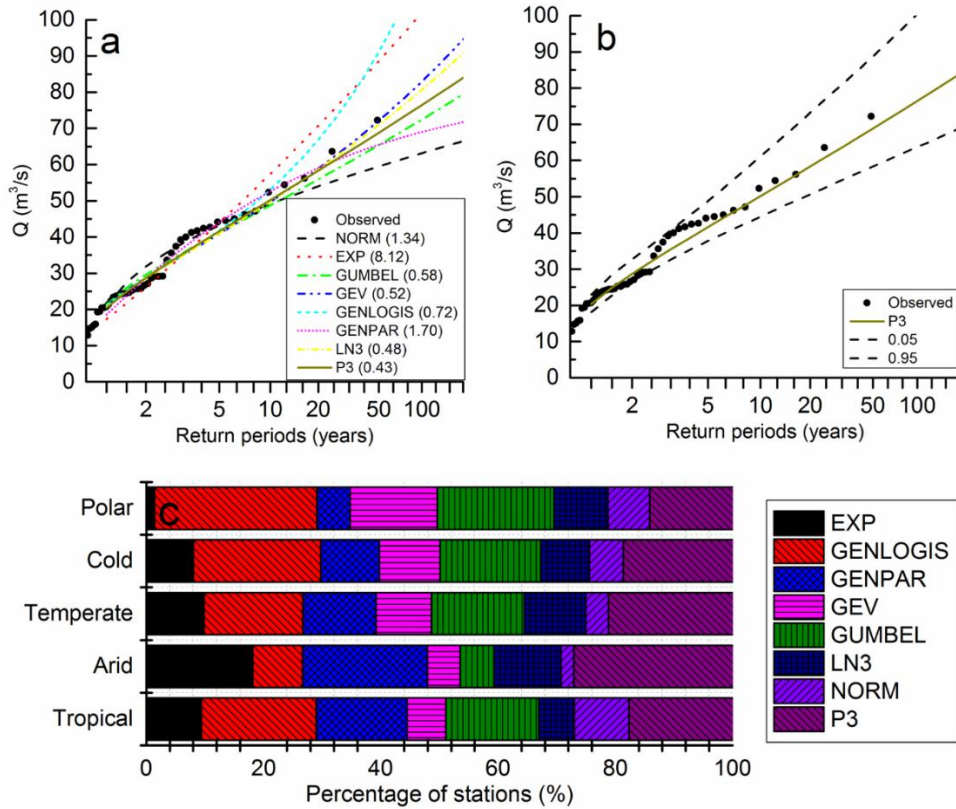 a
100
90
80
70
60
50
40
30
20
10
0
Q (m³/s)
Observed
NORM (1.34)
EXP (8.12)
GUMBEL (0.58)
GEV (0.52)
GENLOGIS (0.72)
GENPAR (1.70)
LN3 (0.48)
P3 (0.43)
2 5 10 20 50 100
Return periods (years)
b
100
90
80
70
60
50
40
30
20
10
0
Q (m³/s)
Observed
P3
0.05
0.95
2 5 10 20 50 100
Return periods (years)
c
Polar
Cold
Temperate
Arid
Tropical
0 20 40 60 80 100
Percentage of stations (%)
EXP
GENLOGIS
GENPAR
GEV
GUMBEL
LN3
NORM
P3